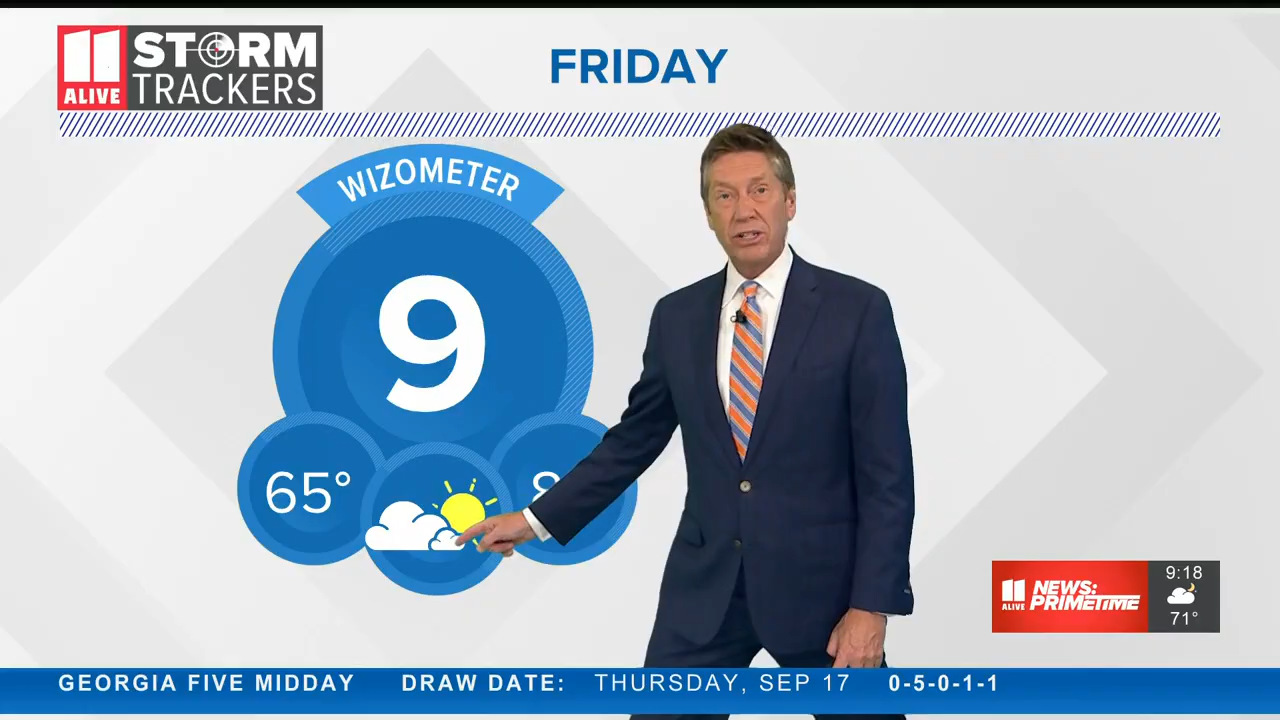 11 ALIVE
STORM
TRACKERS
FRIDAY
WIZOMETER
9
65°
11 ALIVE
NEWS:
PRIMETIME
9:18
71°
GEORGIA FIVE MIDDAY DRAW DATE: THURSDAY, SEP 17 0-5-0-1-1